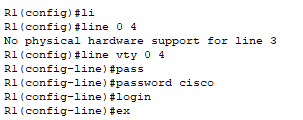 R1(config)#li
R1(config)#line 0 4
No physical hardware support for line 3
R1(config)#line vty 0 4
R1(config-line)#pass
R1(config-line)#password cisco
R1(config-line)#login
R1(config-line)#ex